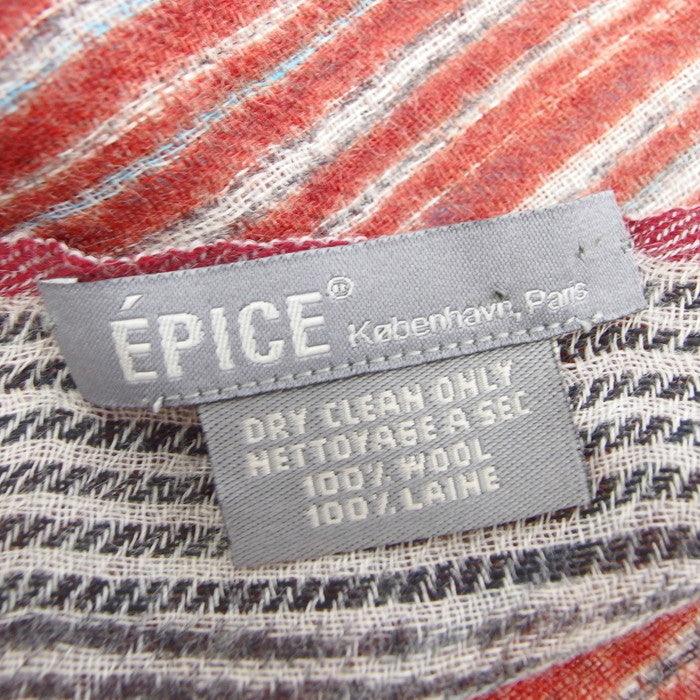 ÉPICE® København, Paris
DRY CLEAN ONLY
NETTOYAGE A SEC
100% WOOL
100% LAINE